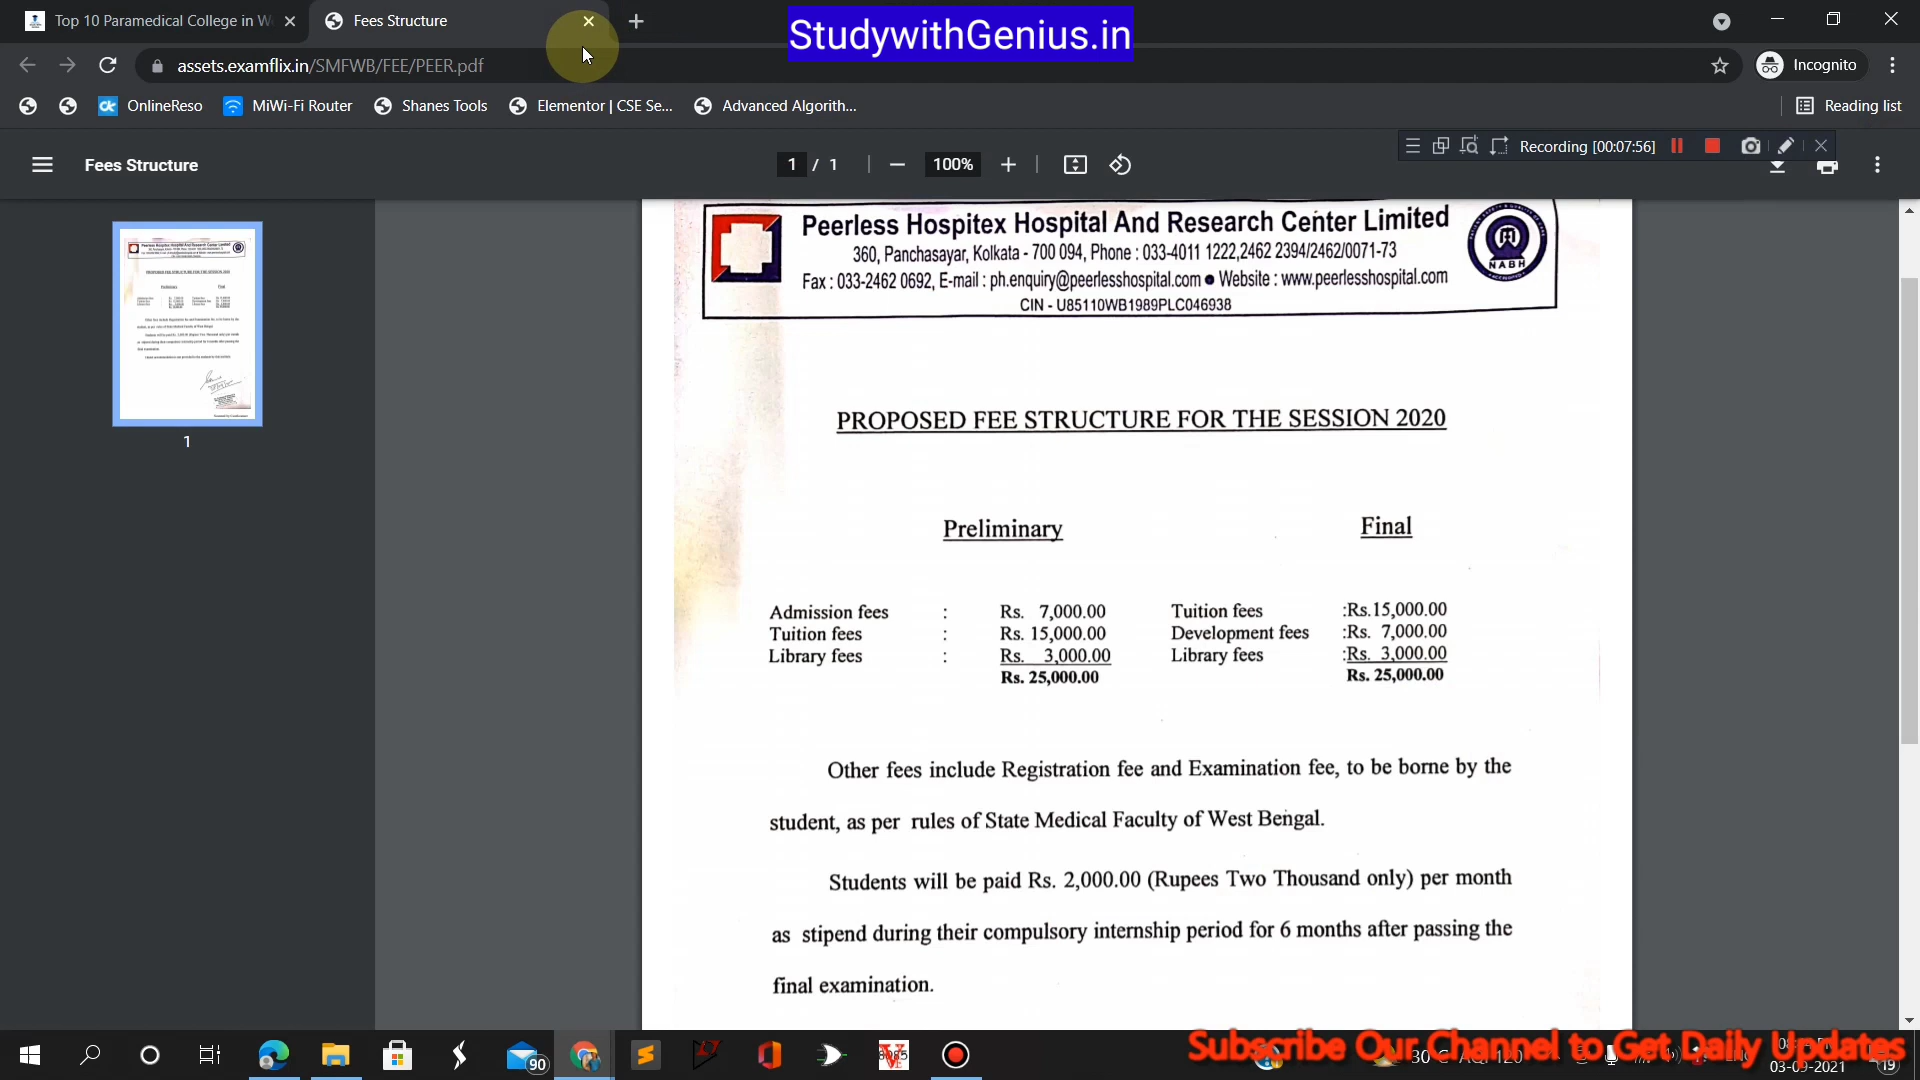 Top 10 Paramedical College in W
Fees Structure
StudywithGenius.in
assets.examflix.in/SMFWB/FEE/PEER.pdf
Incognito
OnlineReso
MiWi-Fi Router
Shanes Tools
Elementor | CSE Se...
Advanced Algorith...
Reading list
Recording [00:07:56]
Fees Structure
1 / 1
100%
1
Peerless Hospitex Hospital And Research Center Limited
360, Panchasayar, Kolkata - 700 094, Phone : 033-4011 1222,2462 2394/2462/0071-73
Fax : 033-2462 0692, E-mail : ph.enquiry@peerlesshospital.com ● Website : www.peerlesshospital.com
CIN - U85110WB1989PLC046938
NABH
PROPOSED FEE STRUCTURE FOR THE SESSION 2020
Preliminary Final
Admission fees : Rs. 7,000.00 Tuition fees :Rs.15,000.00
Tuition fees : Rs. 15,000.00 Development fees :Rs. 7,000.00
Library fees : Rs. 3,000.00 Library fees :Rs. 3,000.00
Rs. 25,000.00 Rs. 25,000.00
Other fees include Registration fee and Examination fee, to be borne by the
student, as per rules of State Medical Faculty of West Bengal.
Students will be paid Rs. 2,000.00 (Rupees Two Thousand only) per month
as stipend during their compulsory internship period for 6 months after passing the
final examination.
Subscribe Our Channel to Get Daily Updates
90
8085
30°C AQI 120
03-09-2021
19